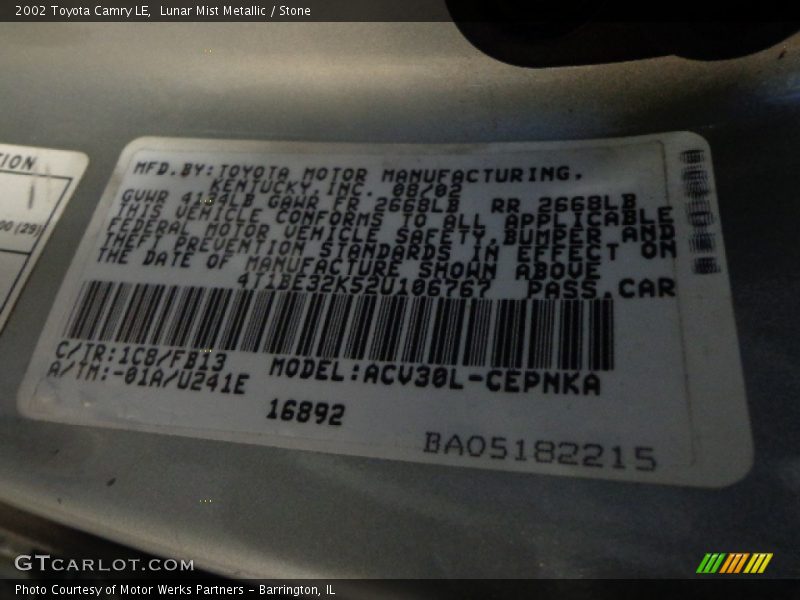 2002 Toyota Camry LE,  Lunar Mist Metallic / Stone
TION
00 (29)
MFD.BY:TOYOTA MOTOR MANUFACTURING.
KENTUCKY,INC. 08/02
GVWR 4134LB GAWR FR 2668LB RR 2668LB
THIS VEHICLE CONFORMS TO ALL APPLICABLE
FEDERAL MOTOR VEHICLE SAFETY,BUMPER,AND
THEFT PREVENTION STANDARDS IN EFFECT ON
THE DATE OF MANUFACTURE SHOWN ABOVE.
4T1BE32K52U106767 PASS.CAR
C/TR:1C8/FB13
A/TM:-01A/U241E
MODEL:ACV30L-CEPNKA
16892
BA05182215
GTCARLOT.COM
Photo Courtesy of Motor Werks Partners – Barrington, IL